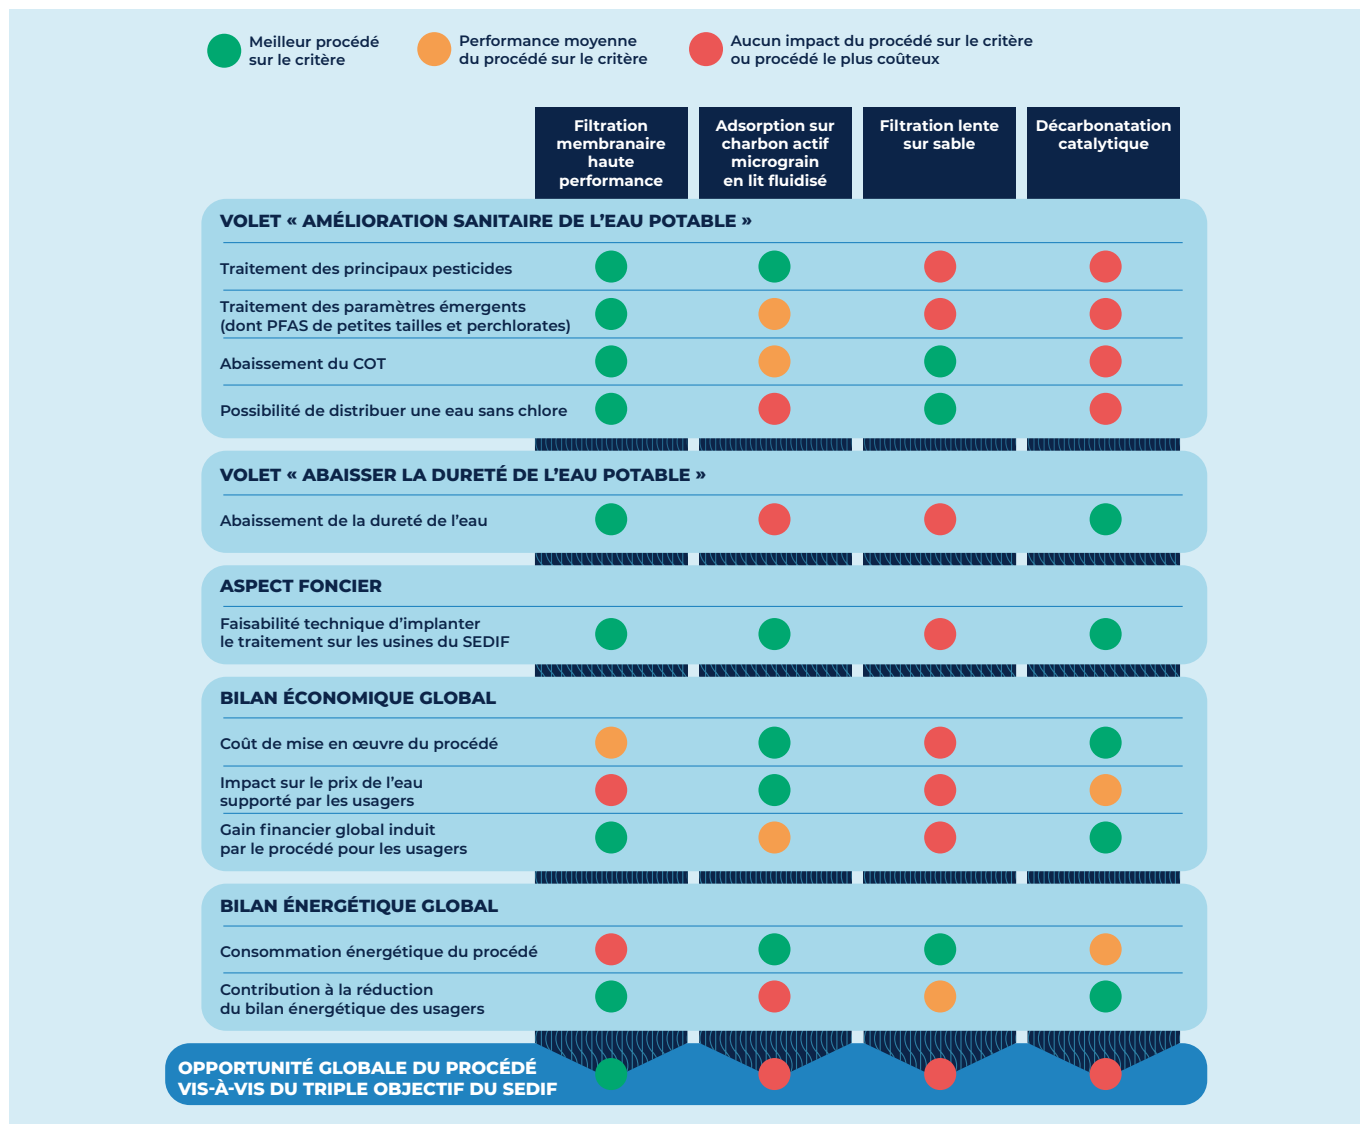 Meilleur procédé
sur le critère
Performance moyenne
du procédé sur le critère
Aucun impact du procédé sur le critère
ou procédé le plus coûteux
Filtration
membranaire
haute
performance
Adsorption sur
charbon actif
micrograin
en lit fluidisé
Filtration lente
sur sable
Décarbonatation
catalytique
VOLET « AMÉLIORATION SANITAIRE DE L’EAU POTABLE »
Traitement des principaux pesticides
Traitement des paramètres émergents
(dont PFAS de petites tailles et perchlorates)
Abaissement du COT
Possibilité de distribuer une eau sans chlore
VOLET « ABAISSER LA DURETÉ DE L’EAU POTABLE »
Abaissement de la dureté de l’eau
ASPECT FONCIER
Faisabilité technique d’implanter
le traitement sur les usines du SEDIF
BILAN ÉCONOMIQUE GLOBAL
Coût de mise en œuvre du procédé
Impact sur le prix de l’eau
supporté par les usagers
Gain financier global induit
par le procédé pour les usagers
BILAN ÉNERGÉTIQUE GLOBAL
Consommation énergétique du procédé
Contribution à la réduction
du bilan énergétique des usagers
OPPORTUNITÉ GLOBALE DU PROCÉDÉ
VIS-À-VIS DU TRIPLE OBJECTIF DU SEDIF